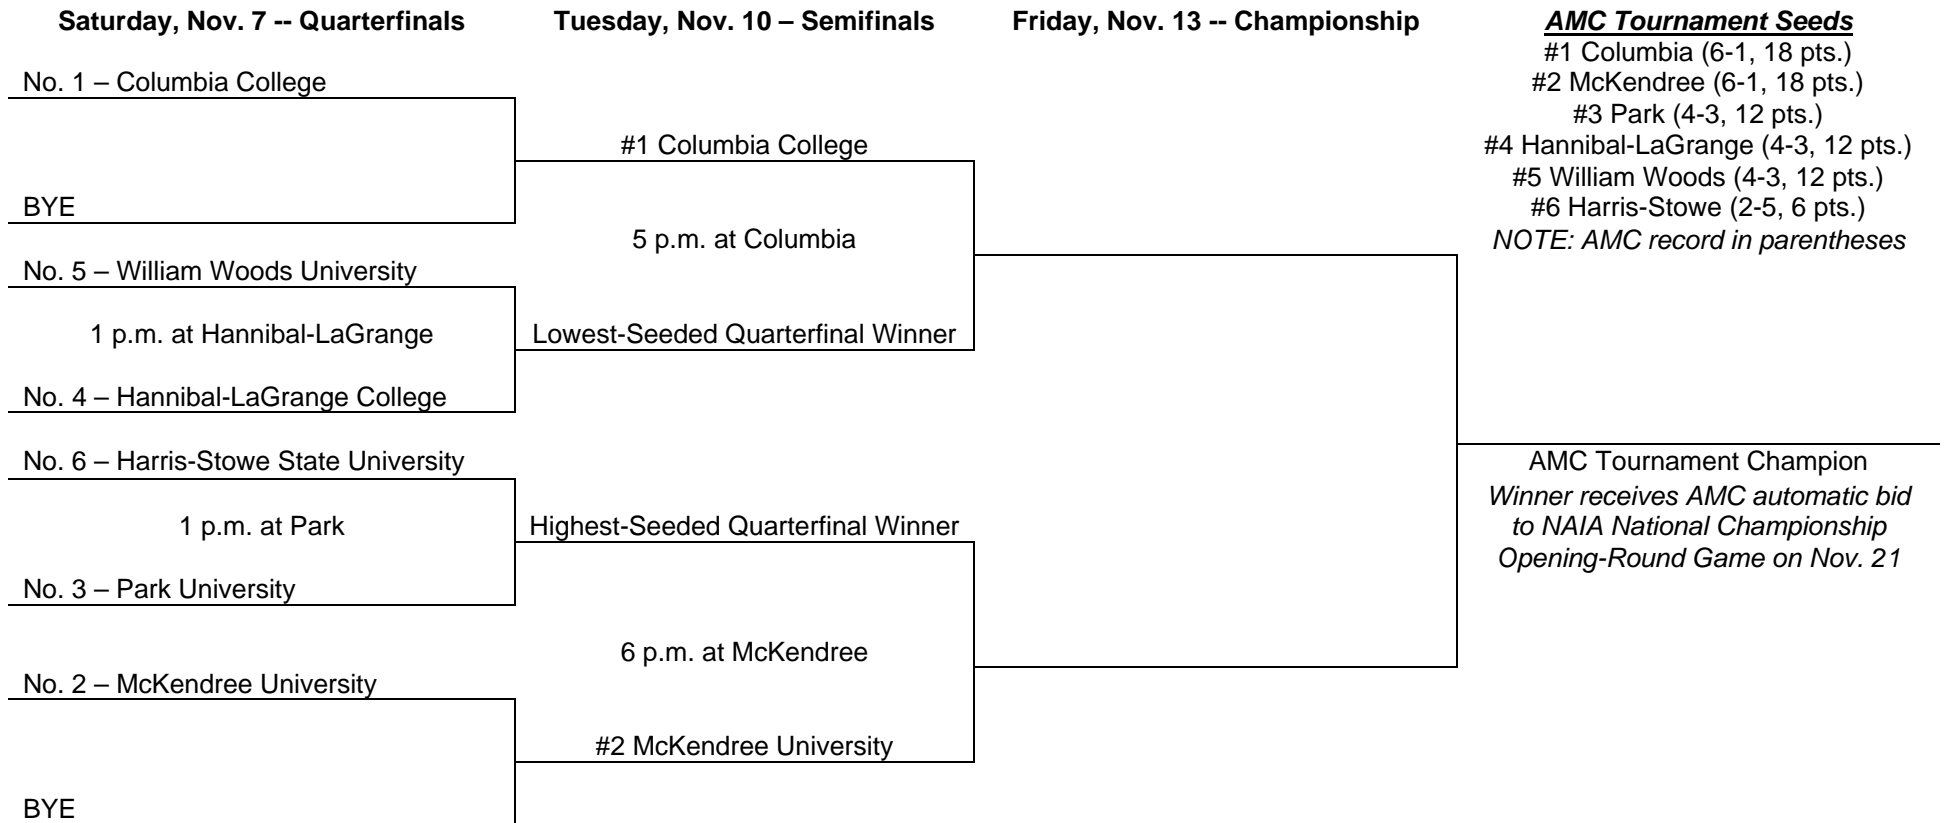 Saturday, Nov. 7 -- Quarterfinals
No. 1 – Columbia College
BYE
No. 5 – William Woods University
1 p.m. at Hannibal-LaGrange
No. 4 – Hannibal-LaGrange College
No. 6 – Harris-Stowe State University
1 p.m. at Park
No. 3 – Park University
No. 2 – McKendree University
BYE
Tuesday, Nov. 10 – Semifinals
#1 Columbia College
5 p.m. at Columbia
Lowest-Seeded Quarterfinal Winner
Highest-Seeded Quarterfinal Winner
6 p.m. at McKendree
#2 McKendree University
Friday, Nov. 13 -- Championship
AMC Tournament Seeds
#1 Columbia (6-1, 18 pts.)
#2 McKendree (6-1, 18 pts.)
#3 Park (4-3, 12 pts.)
#4 Hannibal-LaGrange (4-3, 12 pts.)
#5 William Woods (4-3, 12 pts.)
#6 Harris-Stowe (2-5, 6 pts.)
NOTE: AMC record in parentheses
AMC Tournament Champion
Winner receives AMC automatic bid
to NAIA National Championship
Opening-Round Game on Nov. 21